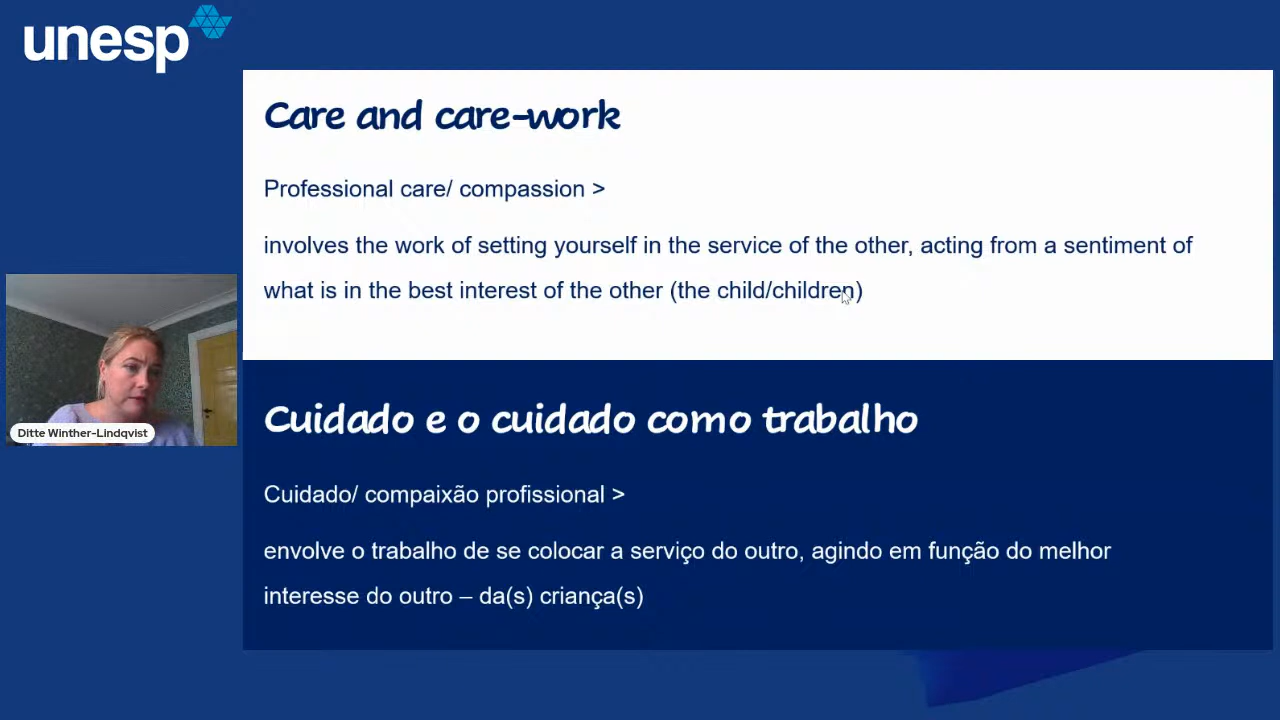 unesp
Care and care-work
Professional care/ compassion >
involves the work of setting yourself in the service of the other, acting from a sentiment of
what is in the best interest of the other (the child/children)
Ditte Winther-Lindqvist
Cuidado e o cuidado como trabalho
Cuidado/ compaixão profissional >
envolve o trabalho de se colocar a serviço do outro, agindo em função do melhor
interesse do outro – da(s) criança(s)